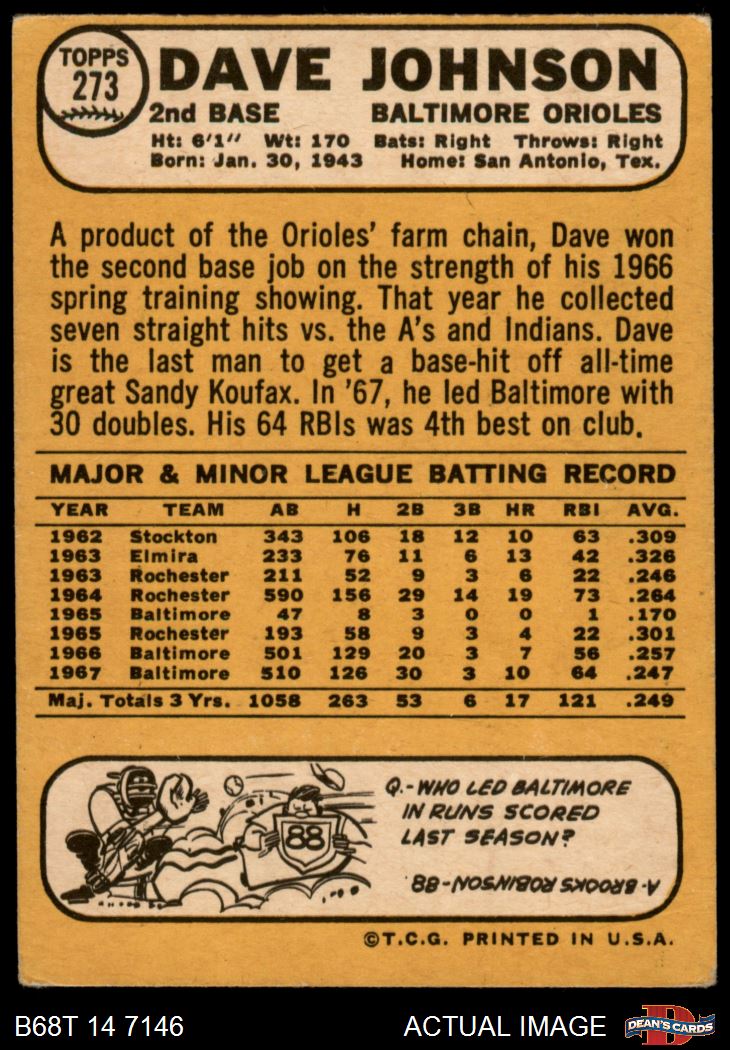 TOPPS
273
DAVE JOHNSON
2nd BASE BALTIMORE ORIOLES
Ht: 6'1" Wt: 170 Bats: Right Throws: Right
Born: Jan. 30, 1943 Home: San Antonio, Tex.
A product of the Orioles' farm chain, Dave won
the second base job on the strength of his 1966
spring training showing. That year he collected
seven straight hits vs. the A's and Indians. Dave
is the last man to get a base-hit off all-time
great Sandy Koufax. In '67, he led Baltimore with
30 doubles. His 64 RBIs was 4th best on club.
MAJOR & MINOR LEAGUE BATTING RECORD
YEAR TEAM AB H 2B 3B HR RBI AVG.
1962 Stockton 343 106 18 12 10 63 .309
1963 Elmira 233 76 11 6 13 42 .326
1963 Rochester 211 52 9 3 6 22 .246
1964 Rochester 590 156 29 14 19 73 .264
1965 Baltimore 47 8 3 0 0 1 .170
1965 Rochester 193 58 9 3 4 22 .301
1966 Baltimore 501 129 20 3 7 56 .257
1967 Baltimore 510 126 30 3 10 64 .247
Maj. Totals 3 Yrs. 1058 263 53 6 17 121 .249
88
Q.-WHO LED BALTIMORE
IN RUNS SCORED
LAST SEASON?
A-BROOKS ROBINSON-88
©T.C.G. PRINTED IN U.S.A.
B68T 14 7146 ACTUAL IMAGE
D
DEAN'S CARDS